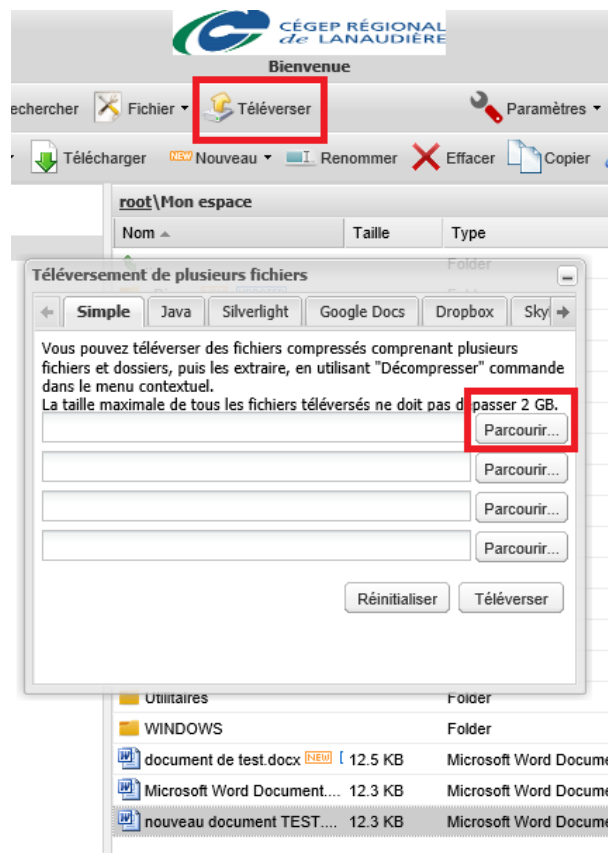 CÉGEP RÉGIONAL
de LANAUDIÈRE
Bienvenue
echercher Fichier Téléverser Paramètres
Télécharger NEW Nouveau Renommer Effacer Copier
root\Mon espace
Nom Taille Type
Folder
Téléversement de plusieurs fichiers
Simple Java Silverlight Google Docs Dropbox Sky
Vous pouvez téléverser des fichiers compressés comprenant plusieurs
fichiers et dossiers, puis les extraire, en utilisant "Décompresser" commande
dans le menu contextuel.
La taille maximale de tous les fichiers téléversés ne doit pas dépasser 2 GB.
Parcourir...
Parcourir...
Parcourir...
Parcourir...
Réinitialiser Téléverser
Utilitaires Folder
WINDOWS Folder
document de test.docx NEW 12.5 KB Microsoft Word Docume
Microsoft Word Document.... 12.3 KB Microsoft Word Docume
nouveau document TEST.... 12.3 KB Microsoft Word Docume